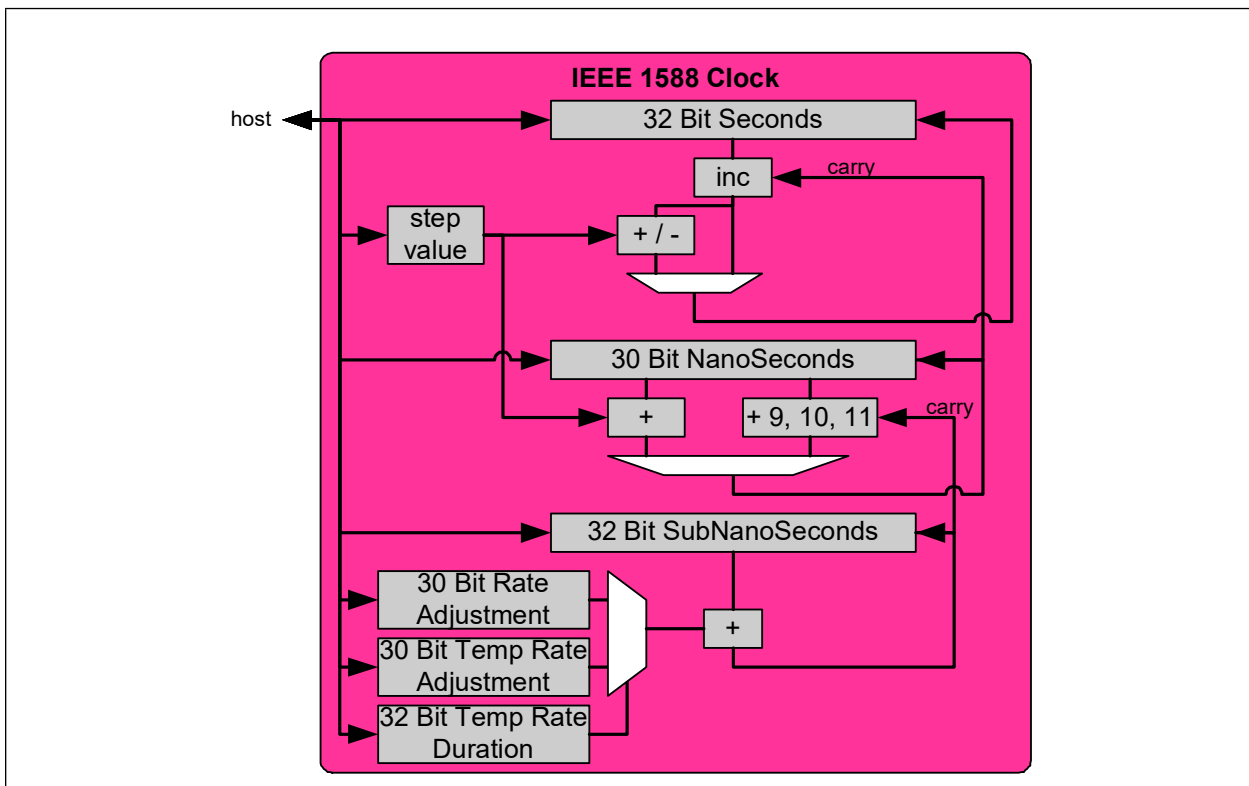 IEEE 1588 Clock
host
32 Bit Seconds
inc
carry
step
value
+ / -
30 Bit NanoSeconds
+
+ 9, 10, 11
carry
32 Bit SubNanoSeconds
30 Bit Rate
Adjustment
+
30 Bit Temp Rate
Adjustment
32 Bit Temp Rate
Duration